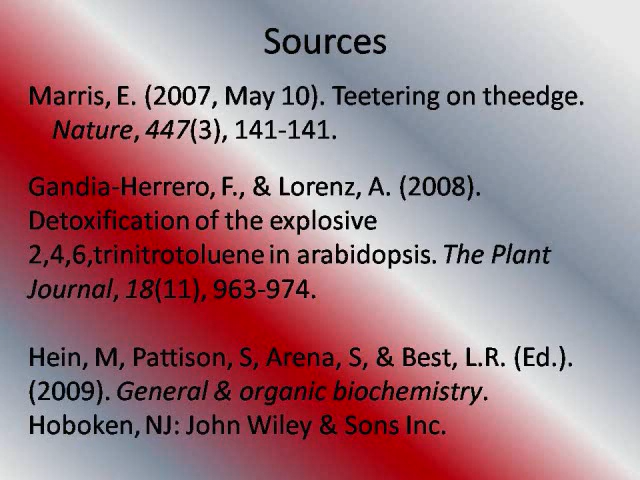 Sources
Marris, E. (2007, May 10). Teetering on theedge.
Nature, 447(3), 141-141.
Gandia-Herrero, F., & Lorenz, A. (2008).
Detoxification of the explosive
2,4,6,trinitrotoluene in arabidopsis. The Plant
Journal, 18(11), 963-974.
Hein, M, Pattison, S, Arena, S, & Best, L.R. (Ed.).
(2009). General & organic biochemistry.
Hoboken, NJ: John Wiley & Sons Inc.